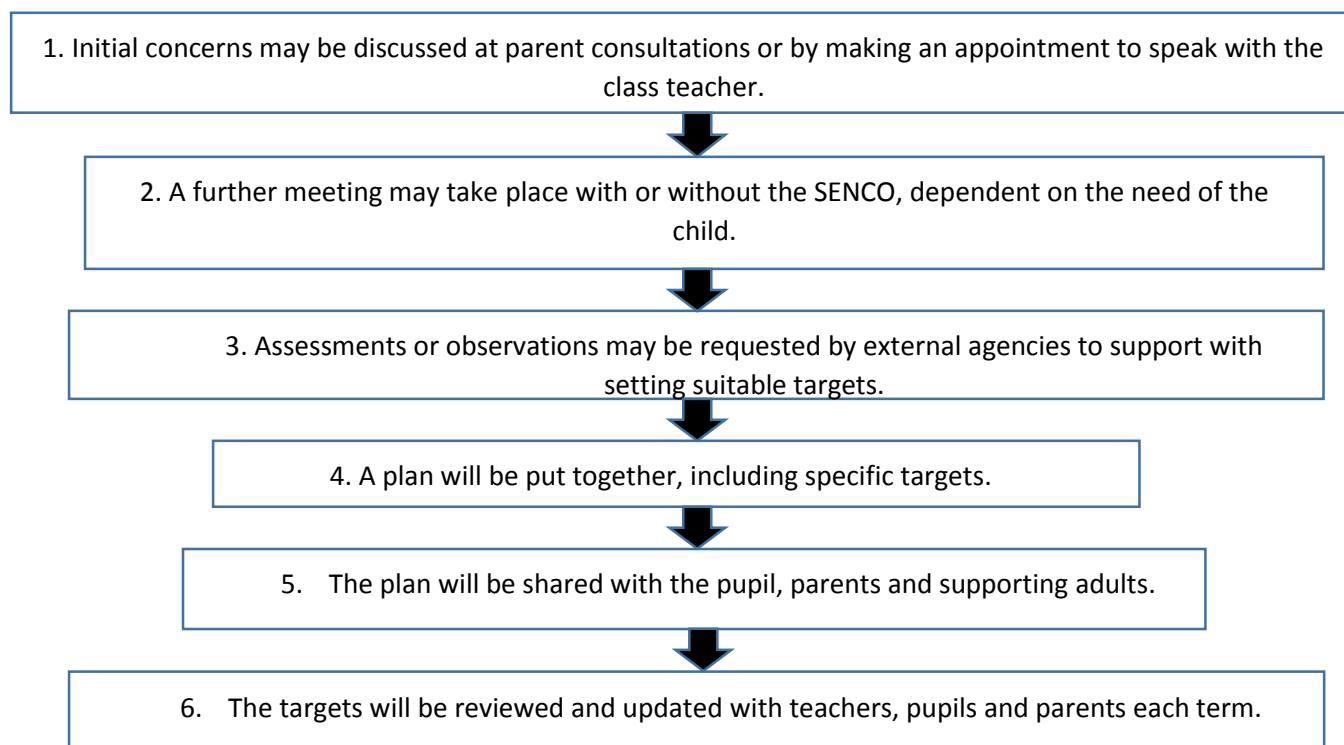 1. Initial concerns may be discussed at parent consultations or by making an appointment to speak with the
class teacher.
2. A further meeting may take place with or without the SENCO, dependent on the need of the
child.
3. Assessments or observations may be requested by external agencies to support with
setting suitable targets.
4. A plan will be put together, including specific targets.
5. The plan will be shared with the pupil, parents and supporting adults.
6. The targets will be reviewed and updated with teachers, pupils and parents each term.